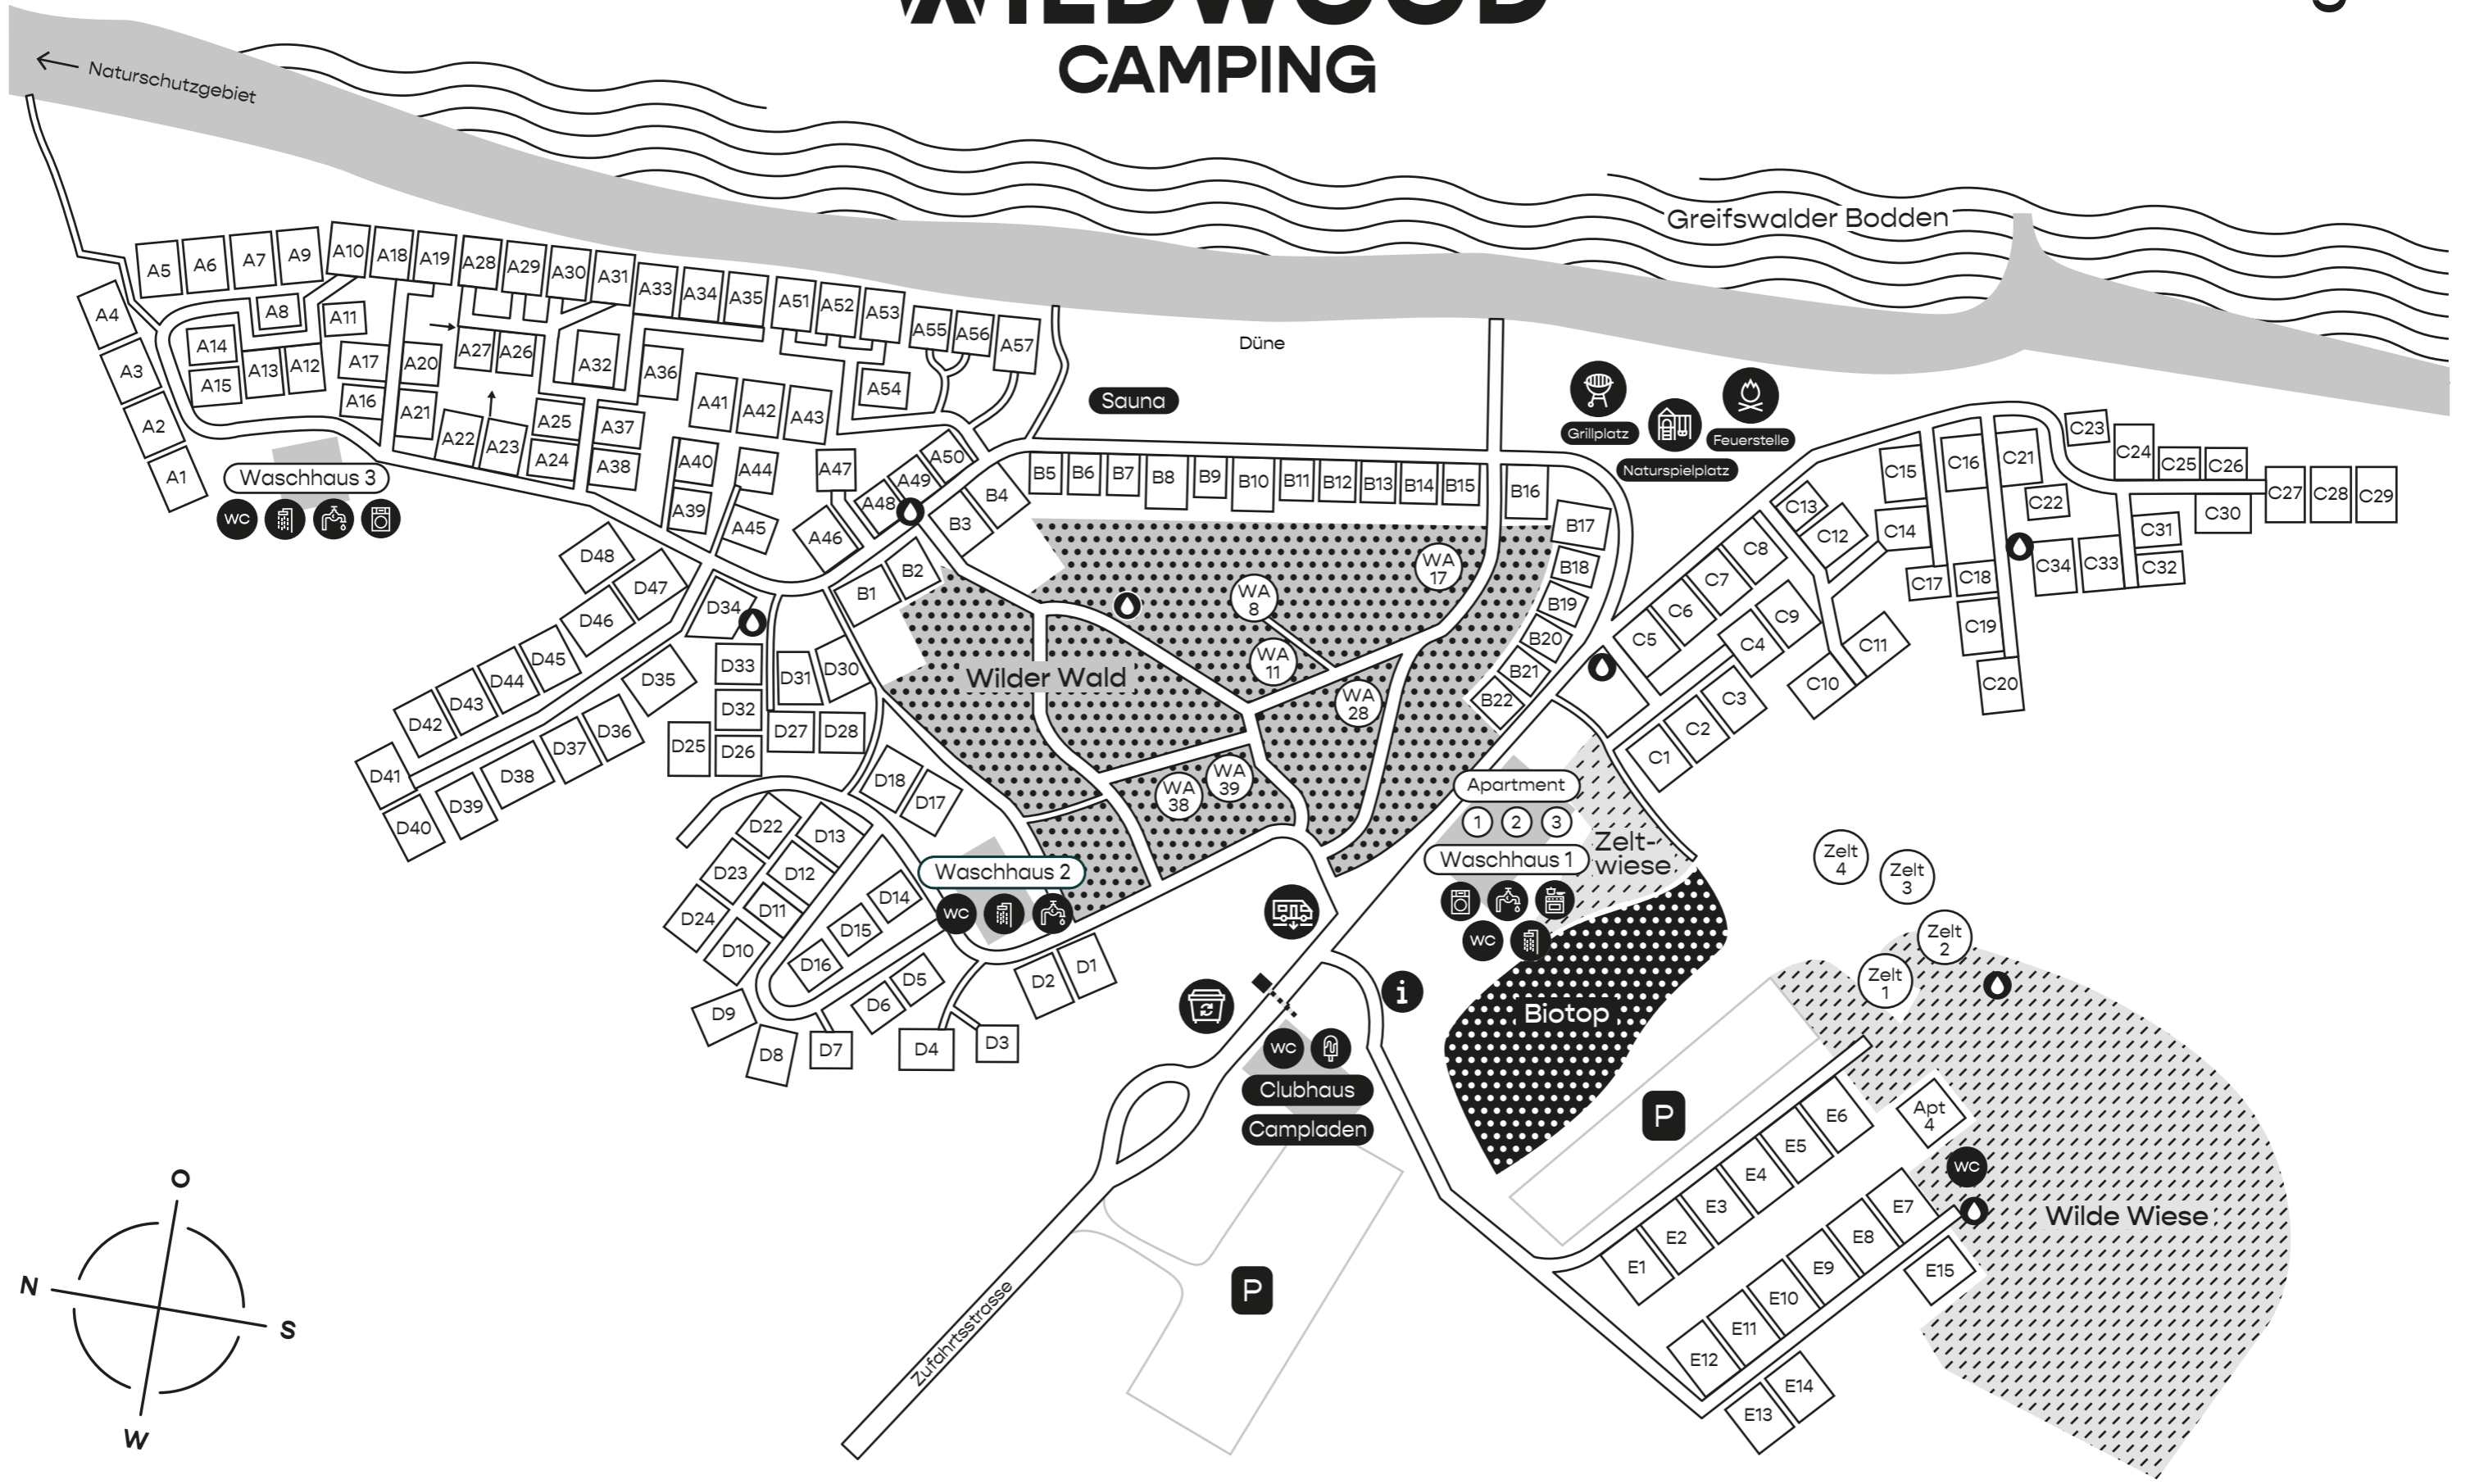 WILDWOOD
CAMPING
← Naturschutzgebiet
Greifswalder Bodden
A5
A6
A7
A9
A10
A18
A19
A28
A29
A30
A31
A33
A34
A35
A51
A52
A53
A55
A56
A57
A4
A8
A11
A14
A13
A12
A17
A20
A27
A26
A32
A36
A54
A3
A15
A16
A21
A22
A23
A25
A24
A37
A38
A41
A42
A43
A2
A1
A40
A39
A44
A45
A47
A46
A48
A49
A50
Waschhaus 3
WC
Düne
Sauna
Grillplatz
Naturspielplatz
Feuerstelle
B1
B2
B3
B4
B5
B6
B7
B8
B9
B10
B11
B12
B13
B14
B15
B16
B17
B18
B19
B20
B21
B22
C23
C24
C25
C26
C27
C28
C29
C30
C31
C32
C33
C34
C15
C16
C21
C22
C14
C17
C18
C19
C20
C13
C12
C8
C7
C6
C5
C9
C4
C3
C2
C1
C11
C10
Wilder Wald
WA
8
WA
17
WA
11
WA
28
WA
38
WA
39
D48
D47
D46
D45
D44
D43
D42
D41
D40
D39
D38
D37
D36
D35
D34
D33
D32
D31
D30
D25
D26
D27
D28
D18
D17
D22
D13
D23
D12
D24
D11
D10
D14
D15
D16
D9
D8
D7
D6
D5
D4
D3
D2
D1
Waschhaus 2
WC
Apartment
1
2
3
Waschhaus 1
WC
Zelt-
wiese
Biotop
i
WC
Clubhaus
Campladen
P
P
Zufahrtsstrasse
Zelt
4
Zelt
3
Zelt
2
Zelt
1
Apt
4
WC
Wilde Wiese
E6
E5
E4
E3
E2
E1
E7
E8
E9
E10
E11
E12
E15
E14
E13
O
N
S
W